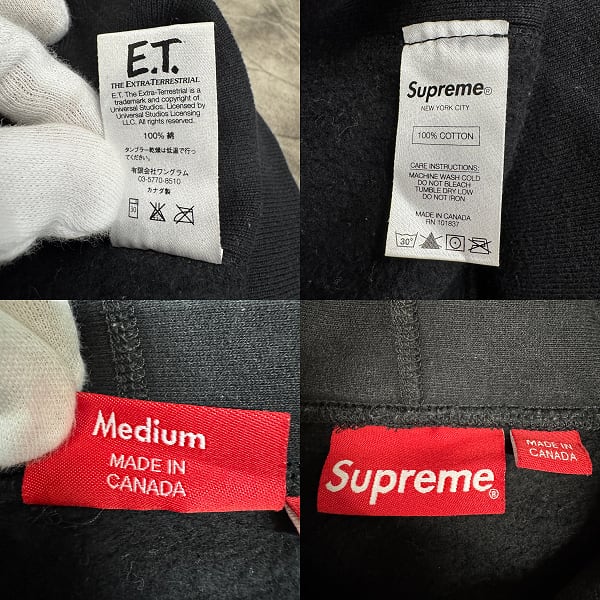 E.T.
THE EXTRA-TERRESTRIAL
E.T. The Extra-Terrestrial is a
trademark and copyright of
Universal Studios. Licensed by
Universal Studios Licensing
LLC. All rights reserved.
100% 綿
タンブラー乾燥は低温で行っ
てください。
有限会社ワングラム
03-5770-8510
カナダ製
30
Supreme®
NEW YORK CITY
100% COTTON
CARE INSTRUCTIONS:
MACHINE WASH COLD
DO NOT BLEACH
TUMBLE DRY LOW
DO NOT IRON
MADE IN CANADA
RN 101837
30°
Medium
MADE IN
CANADA
Supreme®
MADE IN
CANADA